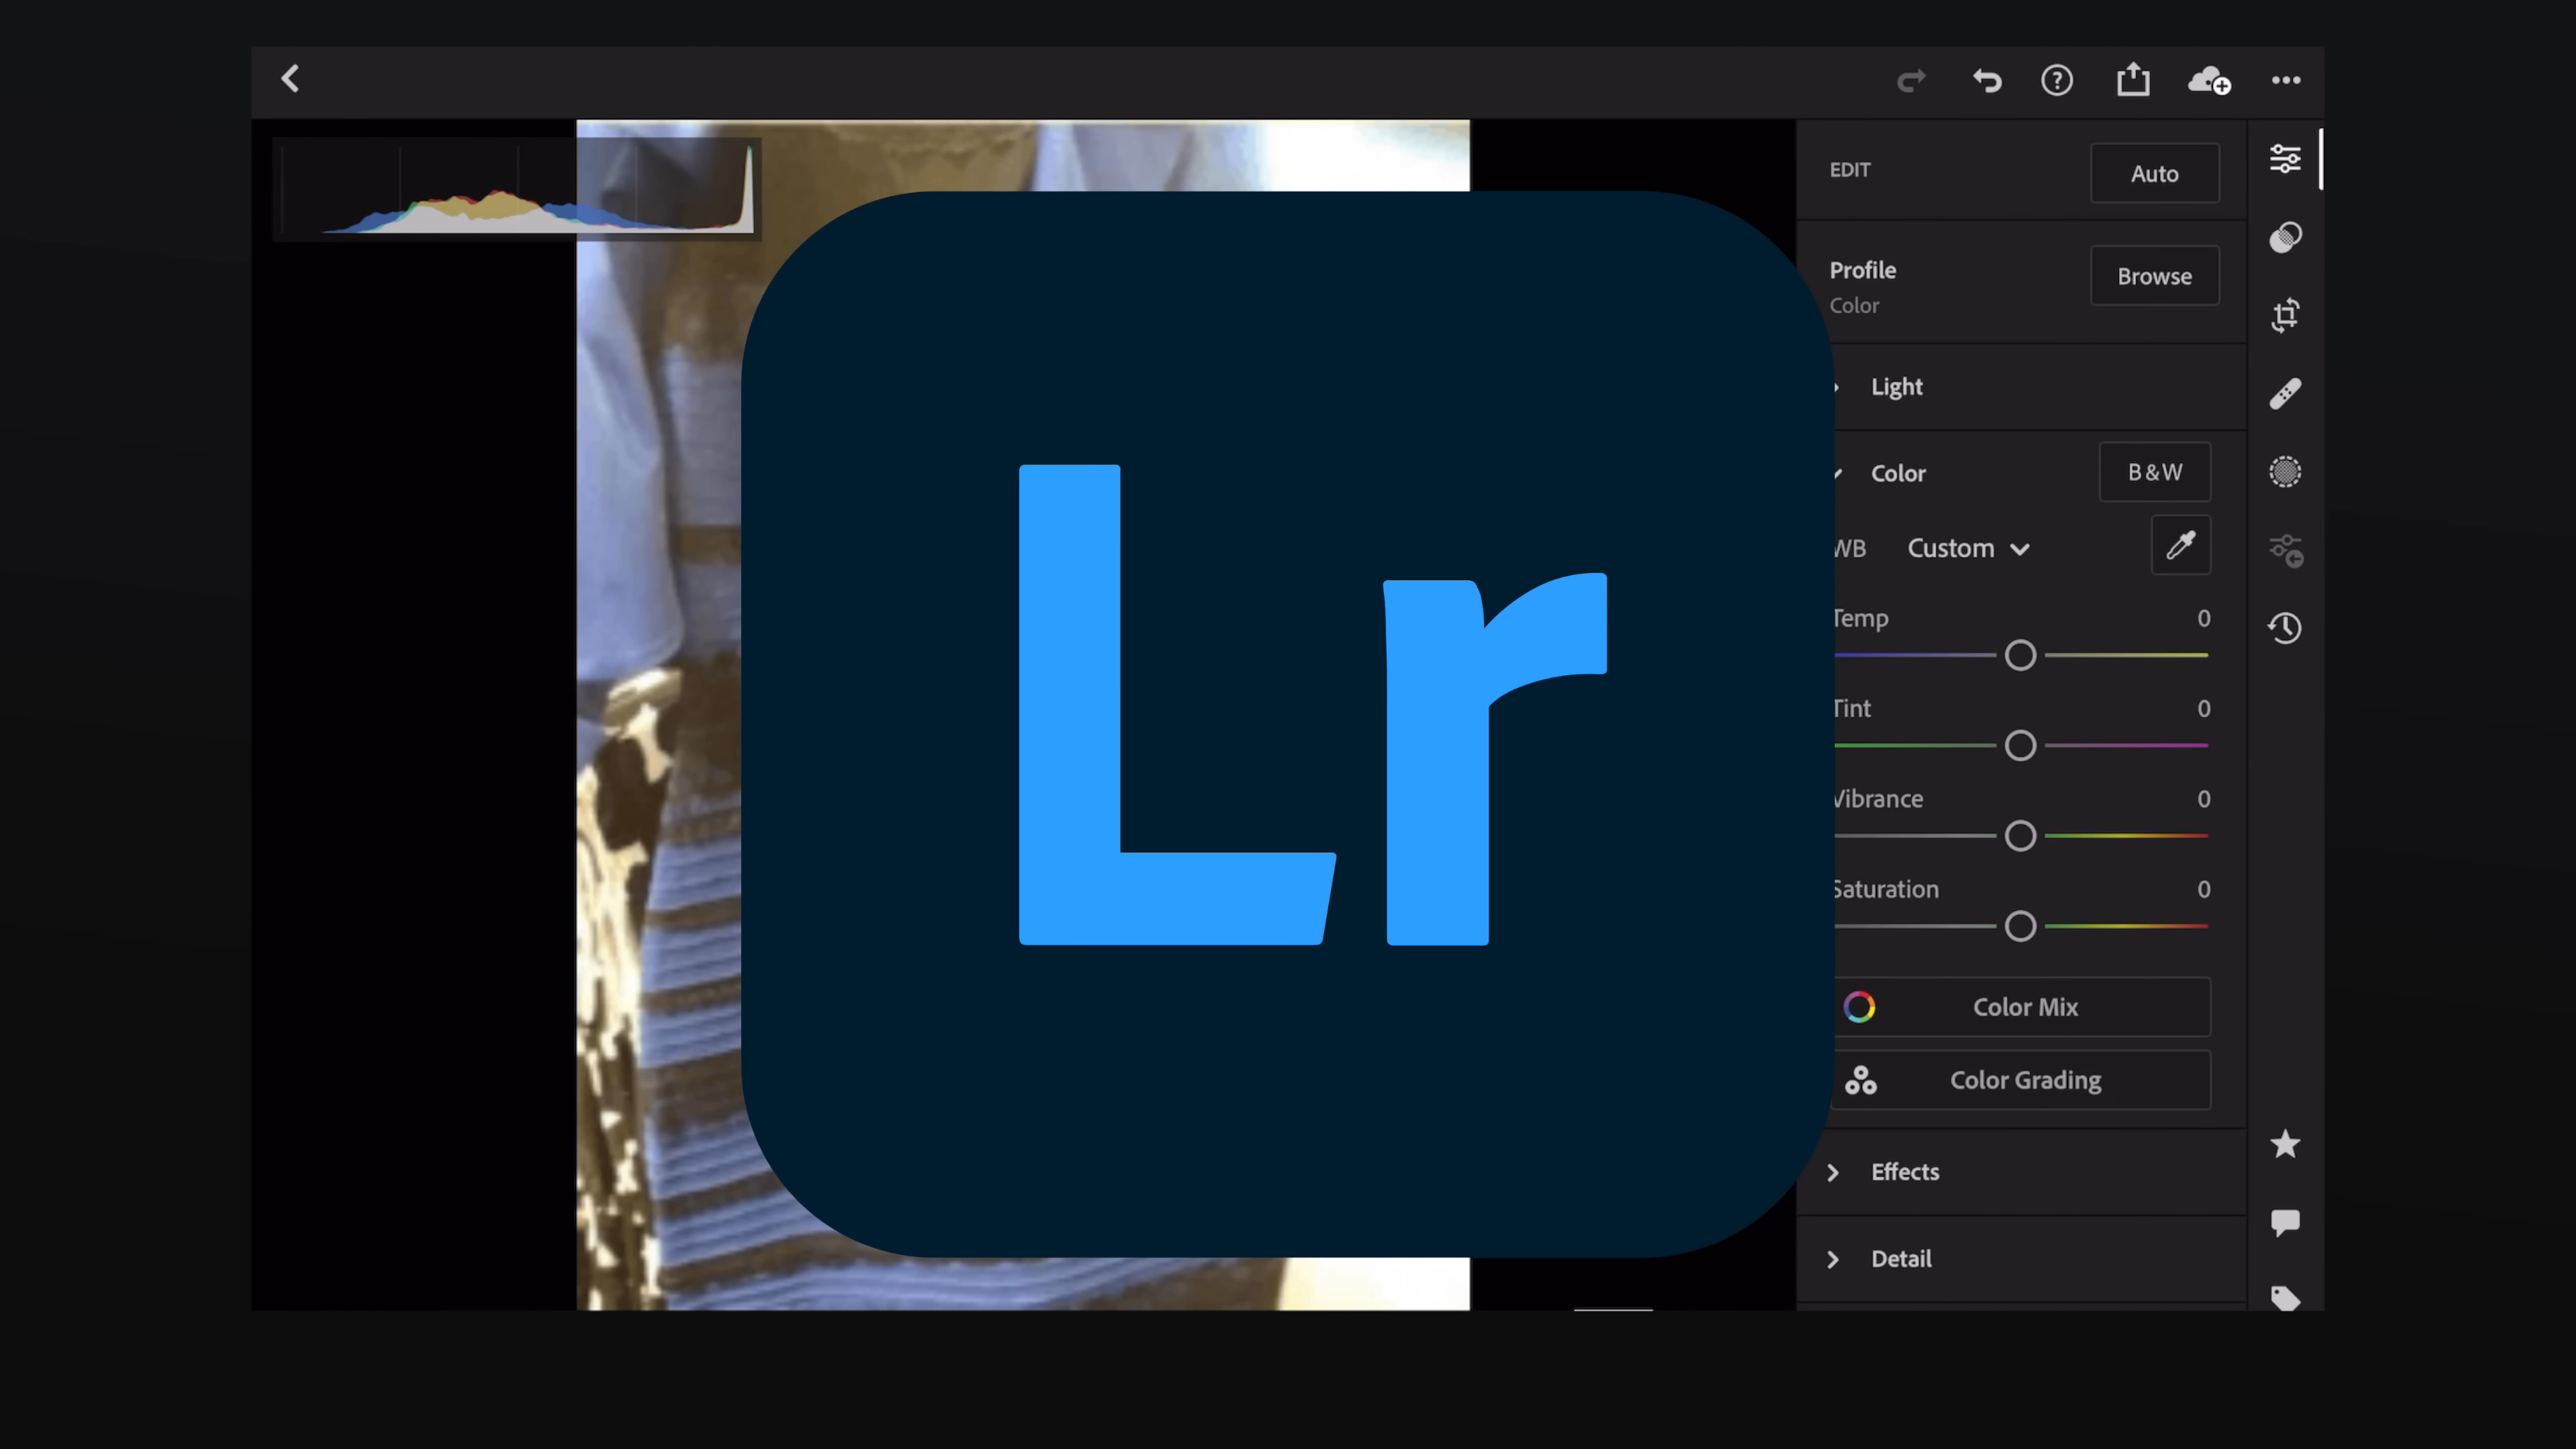 EDIT
Auto
Profile
Browse
Color
Light
Color
B&W
WB
Custom
Temp
0
Tint
0
Vibrance
0
Saturation
0
Color Mix
Color Grading
Effects
Detail
Lr